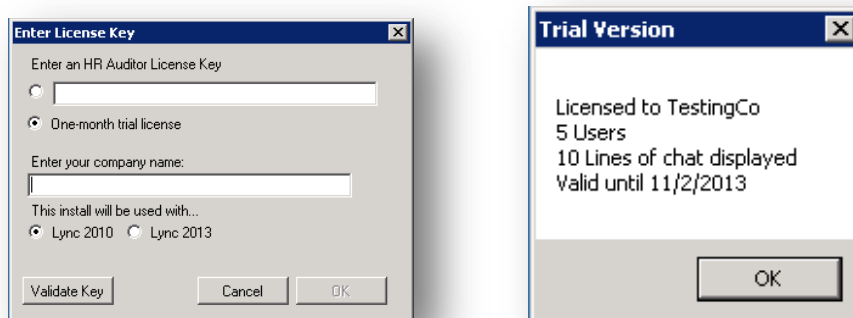 Enter License Key
Enter an HR Auditor License Key
One-month trial license
Enter your company name:
This install will be used with...
Lync 2010 Lync 2013
Validate Key Cancel OK
Trial Version
Licensed to TestingCo
5 Users
10 Lines of chat displayed
Valid until 11/2/2013
OK